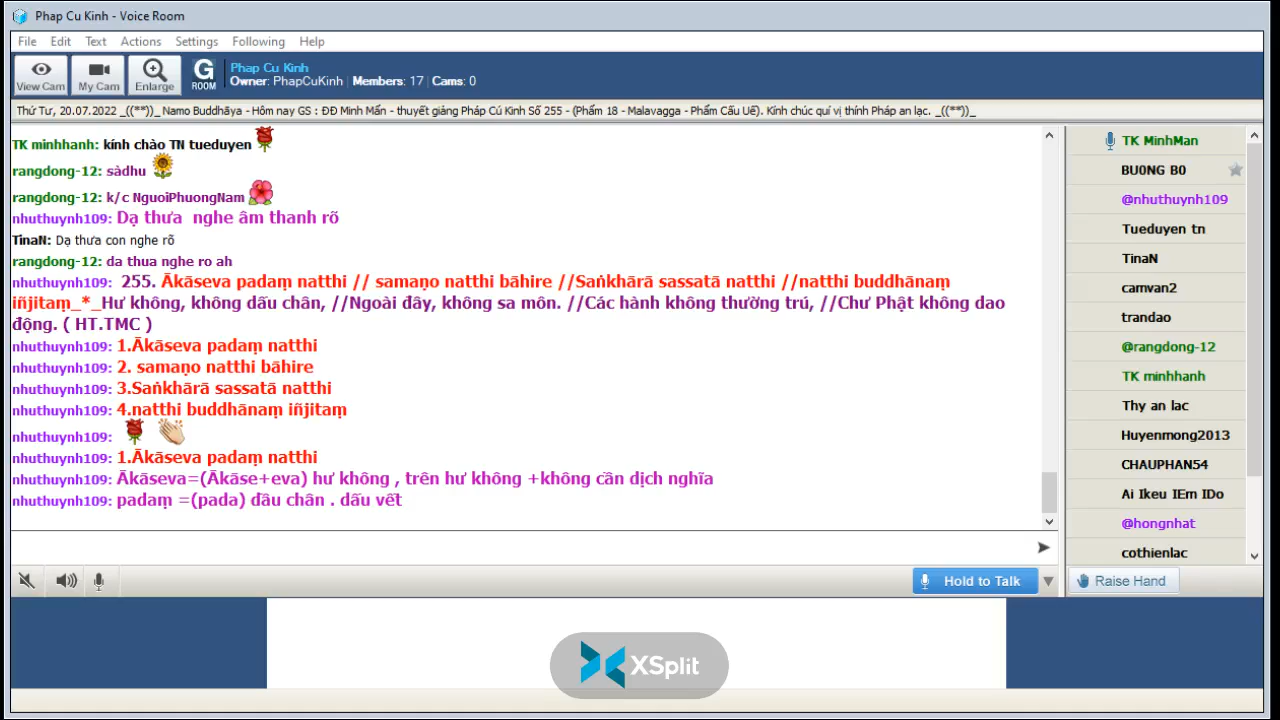 Phap Cu Kinh - Voice Room
File Edit Text Actions Settings Following Help
View Cam My Cam Enlarge G ROOM
Phap Cu Kinh
Owner: PhapCuKinh | Members: 17 | Cams: 0
Thứ Tư, 20.07.2022 _((**))_ Namo Buddhāya - Hôm nay GS : ĐĐ Minh Mẫn - thuyết giảng Pháp Cú Kinh Số 255 - (Phẩm 18 - Malavagga - Phẩm Cấu Uế). Kính chúc quí vị thính Pháp an lạc. _((**))_
TK minhhanh: kính chào TN tueduyen
rangdong-12: sàdhu
rangdong-12: k/c NguoiPhuongNam
nhuthuynh109: Dạ thưa nghe âm thanh rõ
TinaN: Dạ thưa con nghe rõ
rangdong-12: da thua nghe ro ah
nhuthuynh109: 255. Ākāseva padaṃ natthi // samaṇo natthi bāhire //Saṅkhārā sassatā natthi //natthi buddhānaṃ
iñjitaṃ_*_Hư không, không dấu chân, //Ngoài đây, không sa môn. //Các hành không thường trú, //Chư Phật không dao
động. ( HT.TMC )
nhuthuynh109: 1.Ākāseva padaṃ natthi
nhuthuynh109: 2. samaṇo natthi bāhire
nhuthuynh109: 3.Saṅkhārā sassatā natthi
nhuthuynh109: 4.natthi buddhānaṃ iñjitaṃ
nhuthuynh109:
nhuthuynh109: 1.Ākāseva padaṃ natthi
nhuthuynh109: Ākāseva=(Ākāse+eva) hư không , trên hư không +không cần dịch nghĩa
nhuthuynh109: padaṃ =(pada) đầu chân . dấu vết
TK MinhMan
BU0NG B0
@nhuthuynh109
Tueduyen tn
TinaN
camvan2
trandao
@rangdong-12
TK minhhanh
Thy an lac
Huyenmong2013
CHAUPHAN54
Ai Ikeu IEm IDo
@hongnhat
cothienlac
Hold to Talk
Raise Hand
XSplit